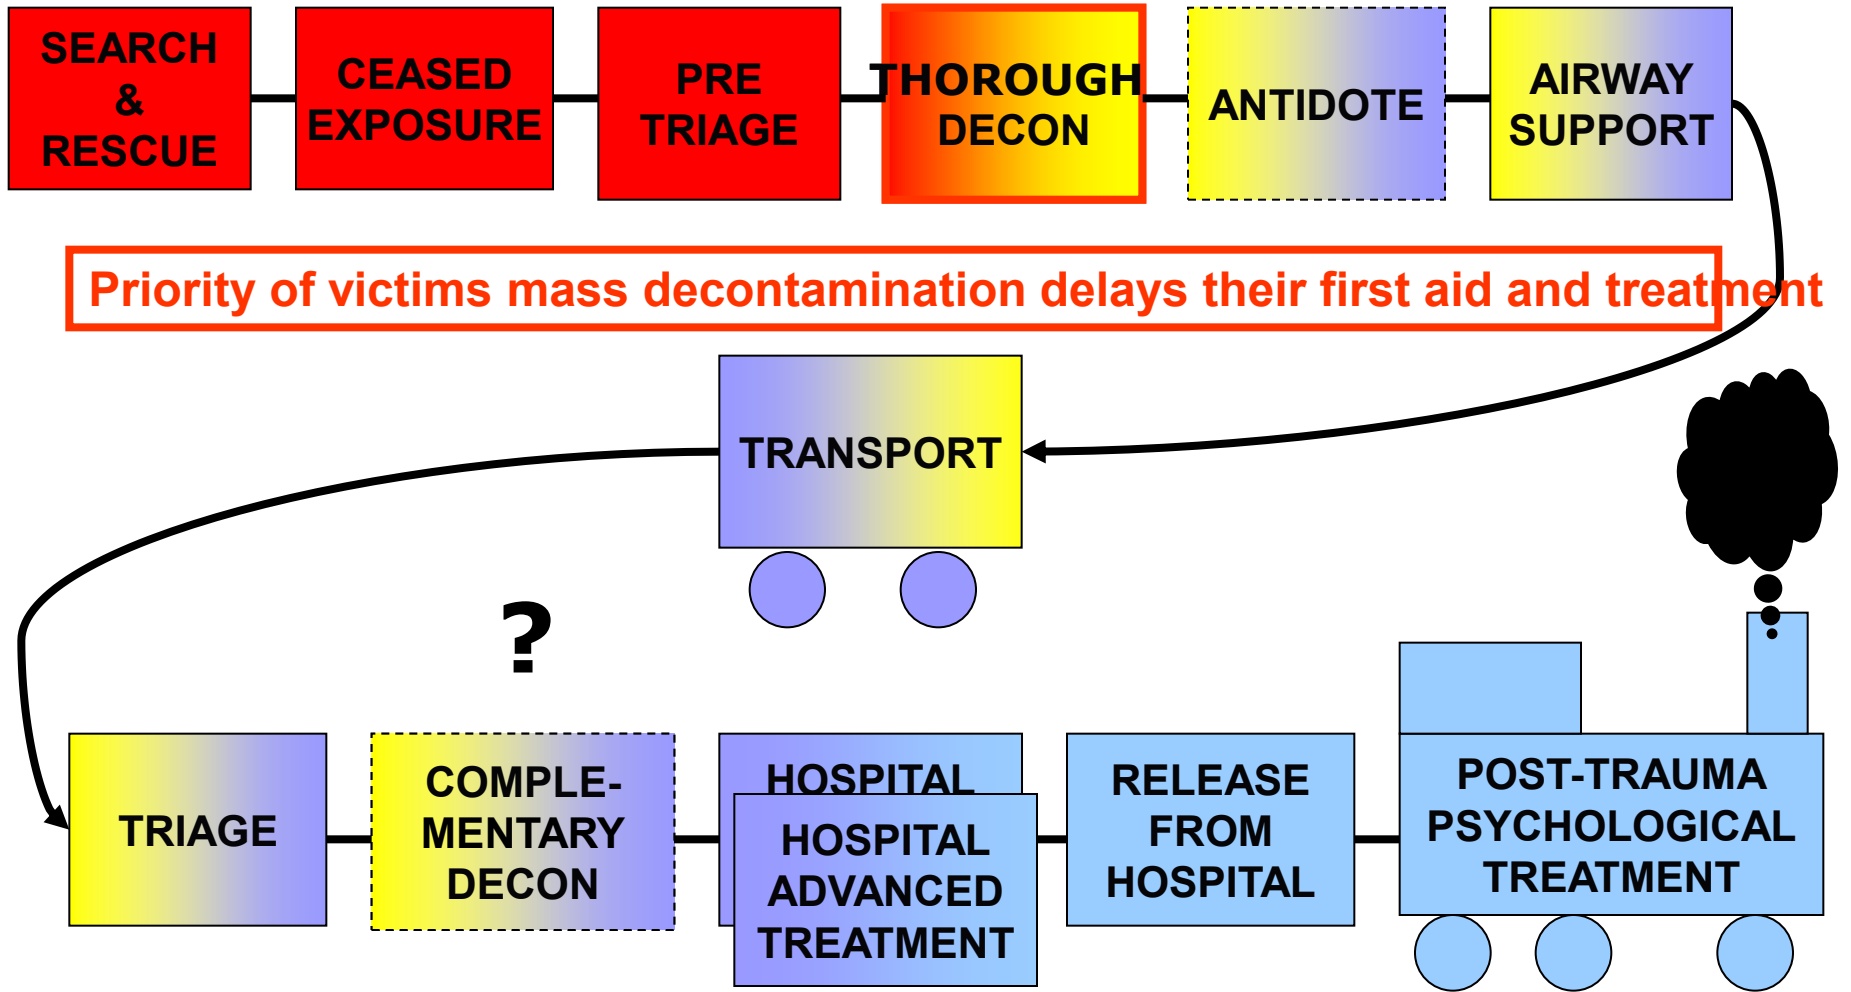 SEARCH
&
RESCUE
CEASED
EXPOSURE
PRE
TRIAGE
THOROUGH
DECON
ANTIDOTE
AIRWAY
SUPPORT
Priority of victims mass decontamination delays their first aid and treatment
TRANSPORT
?
TRIAGE
COMPLE-
MENTARY
DECON
HOSPITAL
HOSPITAL
ADVANCED
TREATMENT
RELEASE
FROM
HOSPITAL
POST-TRAUMA
PSYCHOLOGICAL
TREATMENT